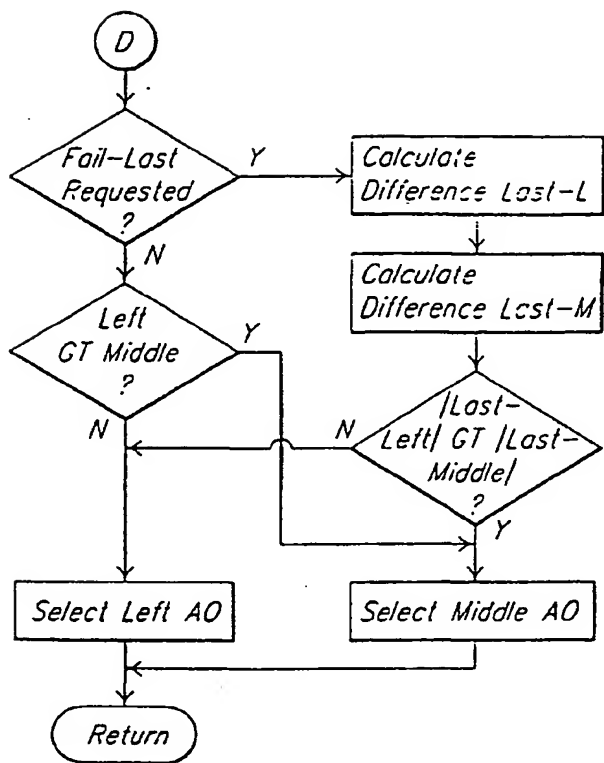 D
Fail-Last
Requested
?
Y
N
Calculate
Difference Last-L
Calculate
Difference Last-M
Left
GT Middle
?
Y
N
|Last-
Left| GT |Last-
Middle|
?
N
Y
Select Left AO
Select Middle AO
Return